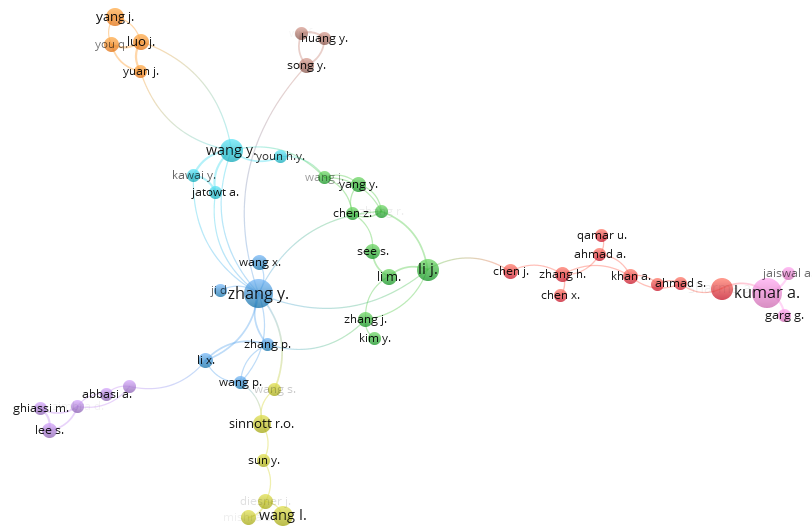 yang j.
you q.
luo j.
yuan j.
huang y.
song y.
wang y.
youn h.y.
kawai y.
jatowt a.
wang j.
yang y.
chen z.
see s.
li m.
li j.
wang x.
ji d.
zhang y.
zhang j.
kim y.
zhang p.
li x.
wang p.
wang s.
abbasi a.
ghiassi m.
lee s.
sinnott r.o.
sun y.
diesner j.
wang l.
chen j.
zhang h.
chen x.
qamar u.
ahmad a.
khan a.
ahmad s.
kumar a.
jaiswal a
garg g.